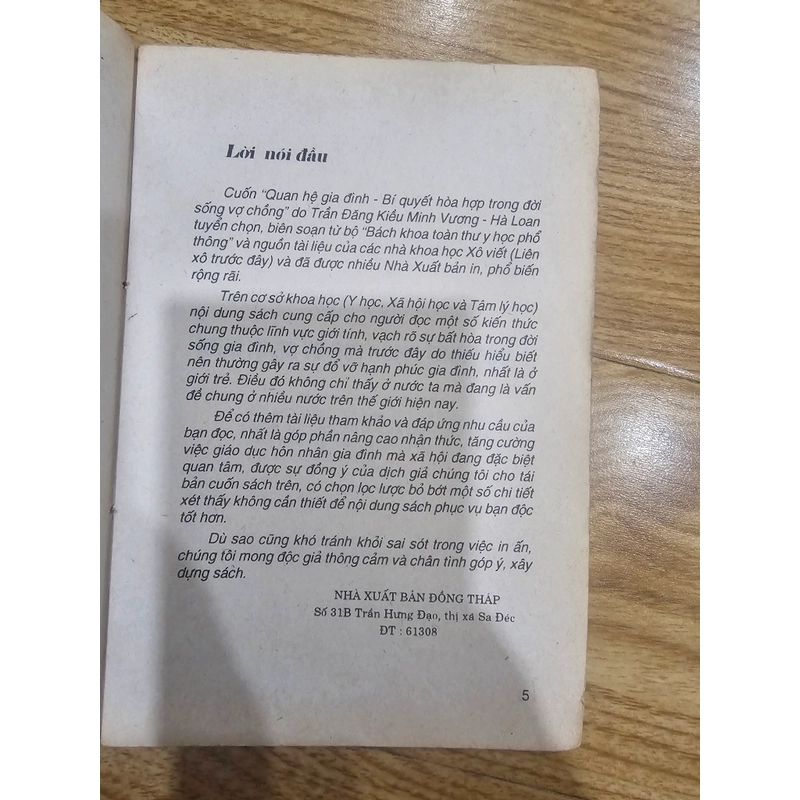 Lời nói đầu
Cuốn "Quan hệ gia đình - Bí quyết hòa hợp trong đời
sống vợ chồng" do Trần Đăng Kiều Minh Vương - Hà Loan
tuyển chọn, biên soạn từ bộ "Bách khoa toàn thư y học phổ
thông" và nguồn tài liệu của các nhà khoa học Xô viết (Liên
xô trước đây) và đã được nhiều Nhà Xuất bản in, phổ biến
rộng rãi.
Trên cơ sở khoa học (Y học, Xã hội học và Tâm lý học)
nội dung sách cung cấp cho người đọc một số kiến thức
chung thuộc lĩnh vực giới tính, vạch rõ sự bất hòa trong đời
sống gia đình, vợ chồng mà trước đây do thiếu hiểu biết
nên thường gây ra sự đổ vỡ hạnh phúc gia đình, nhất là ở
giới trẻ. Điều đó không chỉ thấy ở nước ta mà đang là vấn
đề chung ở nhiều nước trên thế giới hiện nay.
Để có thêm tài liệu tham khảo và đáp ứng nhu cầu của
bạn đọc, nhất là góp phần nâng cao nhận thức, tăng cường
việc giáo dục hôn nhân gia đình mà xã hội đang đặc biệt
quan tâm, được sự đồng ý của dịch giả chúng tôi cho tái
bản cuốn sách trên, có chọn lọc lược bỏ bớt một số chi tiết
xét thấy không cần thiết để nội dung sách phục vụ bạn độc
tốt hơn.
Dù sao cũng khó tránh khỏi sai sót trong việc in ấn,
chúng tôi mong độc giả thông cảm và chân tình góp ý, xây
dựng sách.
NHÀ XUẤT BẢN ĐỒNG THÁP
Số 31B Trần Hưng Đạo, thị xã Sa Đéc
ĐT : 61308
5